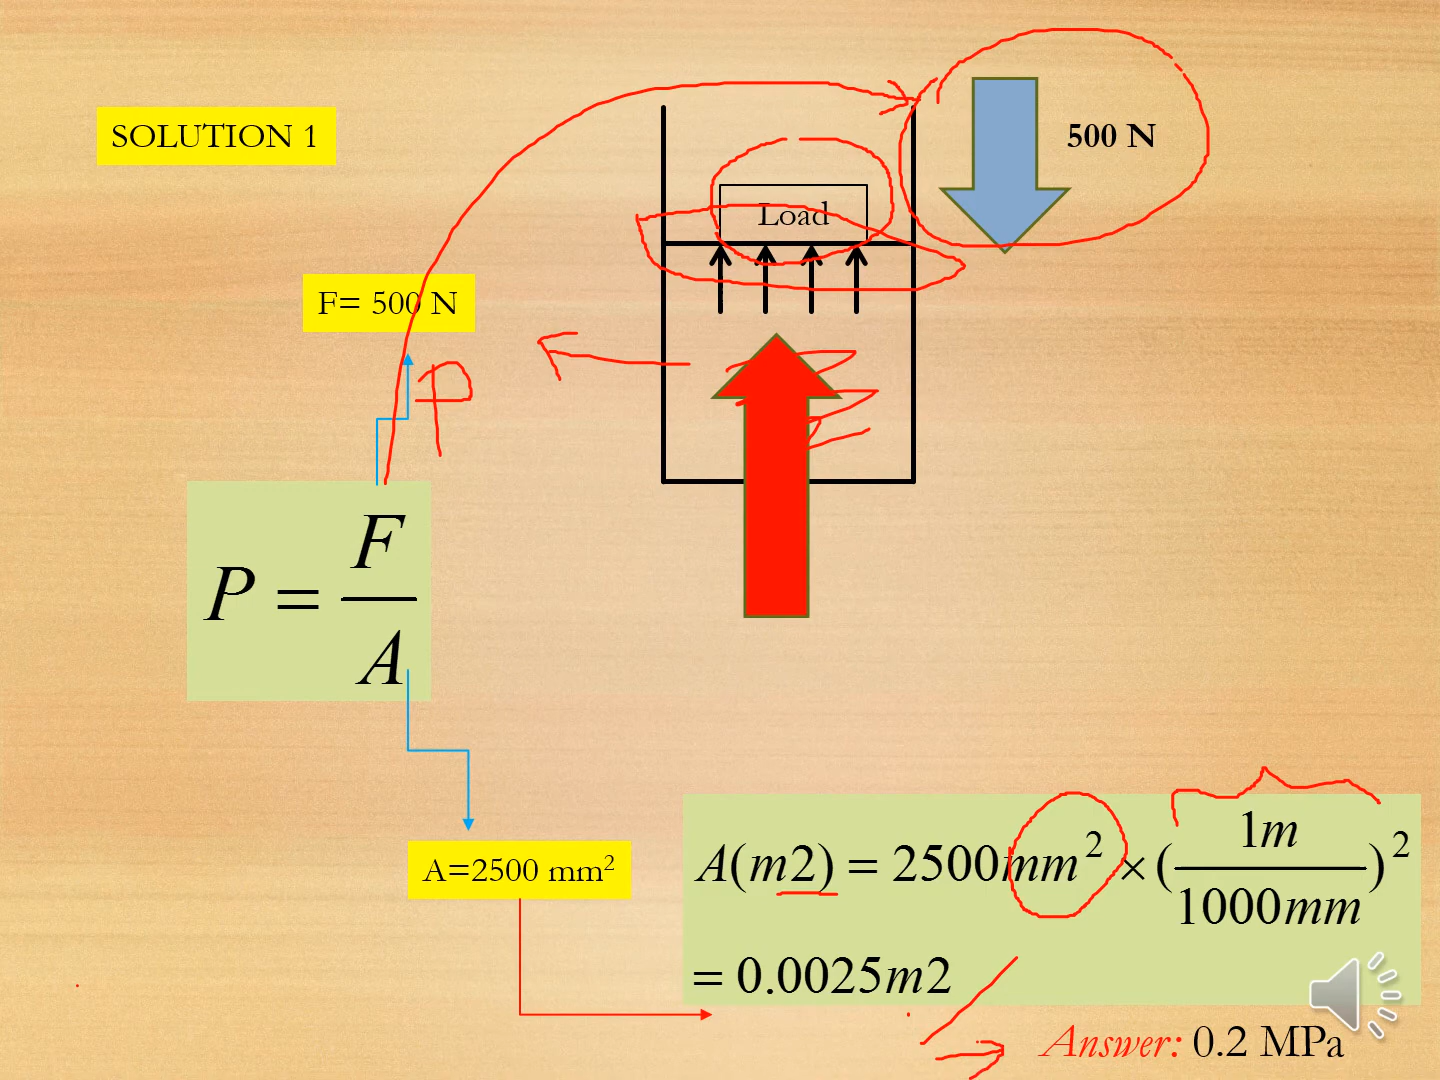 SOLUTION 1
500 N
Load
F= 500 N
P
P = F / A
A=2500 mm²
A(m2) = 2500mm² × (1m / 1000mm)²
= 0.0025m2
Answer: 0.2 MPa